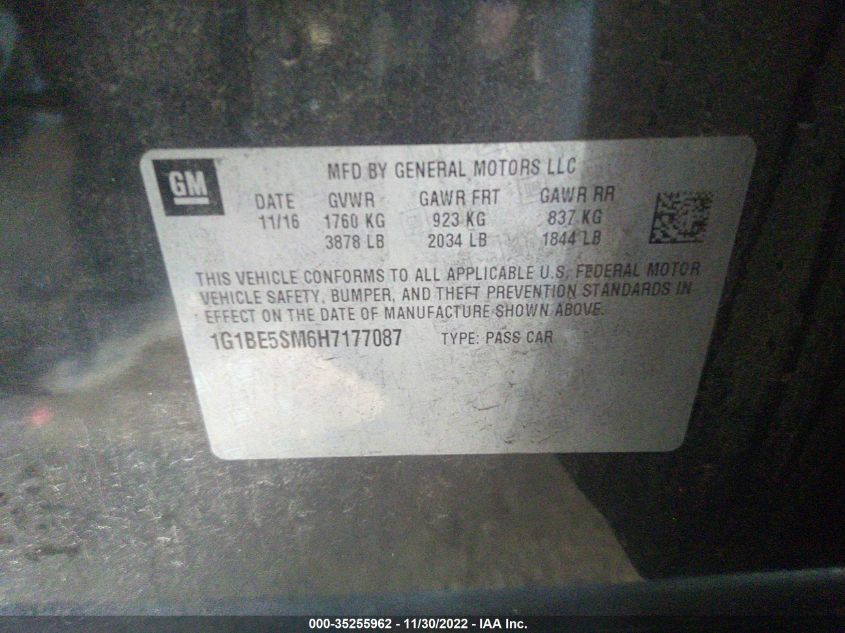 GM
MFD BY GENERAL MOTORS LLC
DATE GVWR GAWR FRT GAWR RR
11/16 1760 KG 923 KG 837 KG
3878 LB 2034 LB 1844 LB
THIS VEHICLE CONFORMS TO ALL APPLICABLE U.S. FEDERAL MOTOR
VEHICLE SAFETY, BUMPER, AND THEFT PREVENTION STANDARDS IN
EFFECT ON THE DATE OF MANUFACTURE SHOWN ABOVE.
1G1BE5SM6H7177087 TYPE: PASS CAR
000-35255962 - 11/30/2022 - IAA Inc.